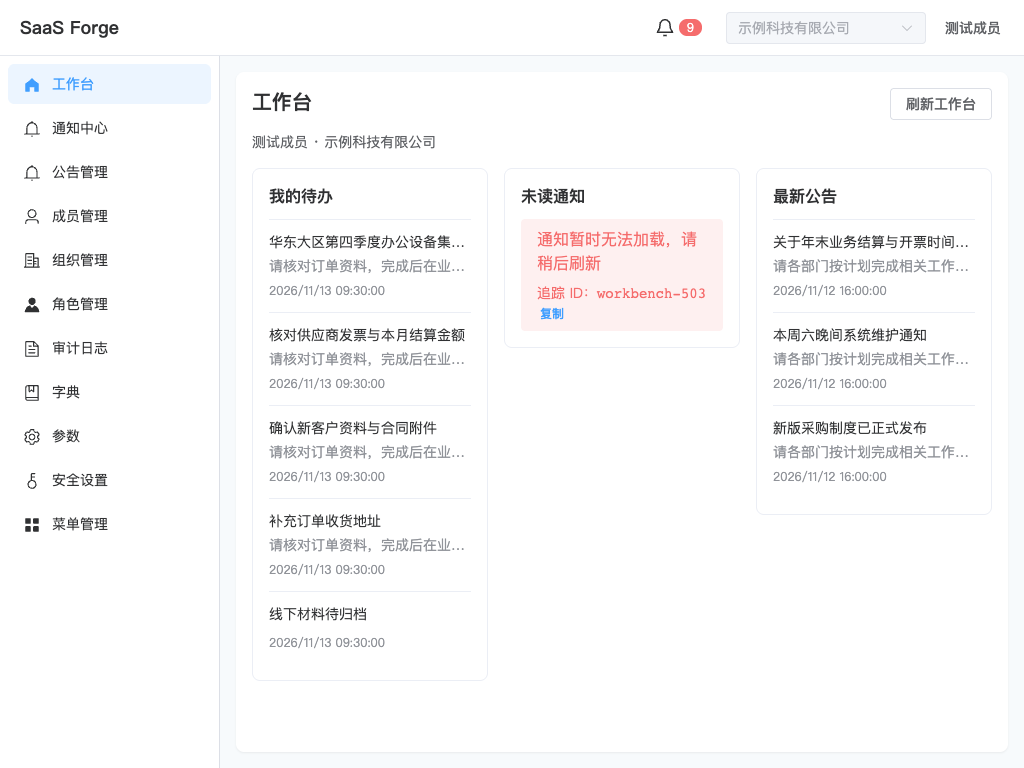 SaaS Forge
9
示例科技有限公司
测试成员
工作台
通知中心
公告管理
成员管理
组织管理
角色管理
审计日志
字典
参数
安全设置
菜单管理
工作台
刷新工作台
测试成员 · 示例科技有限公司
我的待办
华东大区第四季度办公设备集...
请核对订单资料，完成后在业...
2026/11/13 09:30:00
核对供应商发票与本月结算金额
请核对订单资料，完成后在业...
2026/11/13 09:30:00
确认新客户资料与合同附件
请核对订单资料，完成后在业...
2026/11/13 09:30:00
补充订单收货地址
请核对订单资料，完成后在业...
2026/11/13 09:30:00
线下材料待归档
2026/11/13 09:30:00
未读通知
通知暂时无法加载，请
稍后刷新
追踪 ID：workbench-503
复制
最新公告
关于年末业务结算与开票时间...
请各部门按计划完成相关工作...
2026/11/12 16:00:00
本周六晚间系统维护通知
请各部门按计划完成相关工作...
2026/11/12 16:00:00
新版采购制度已正式发布
请各部门按计划完成相关工作...
2026/11/12 16:00:00